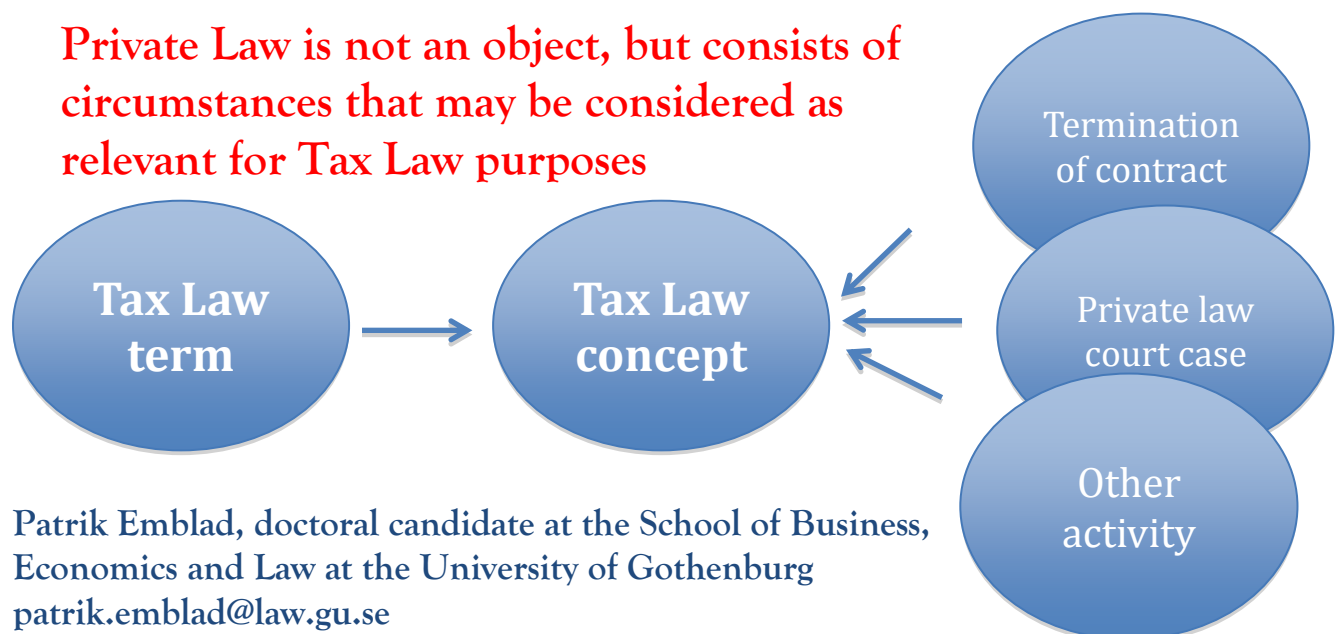 Private Law is not an object, but consists of
circumstances that may be considered as
relevant for Tax Law purposes
Termination
of contract
Tax Law
term
Tax Law
concept
Private law
court case
Other
activity
Patrik Emblad, doctoral candidate at the School of Business,
Economics and Law at the University of Gothenburg
patrik.emblad@law.gu.se